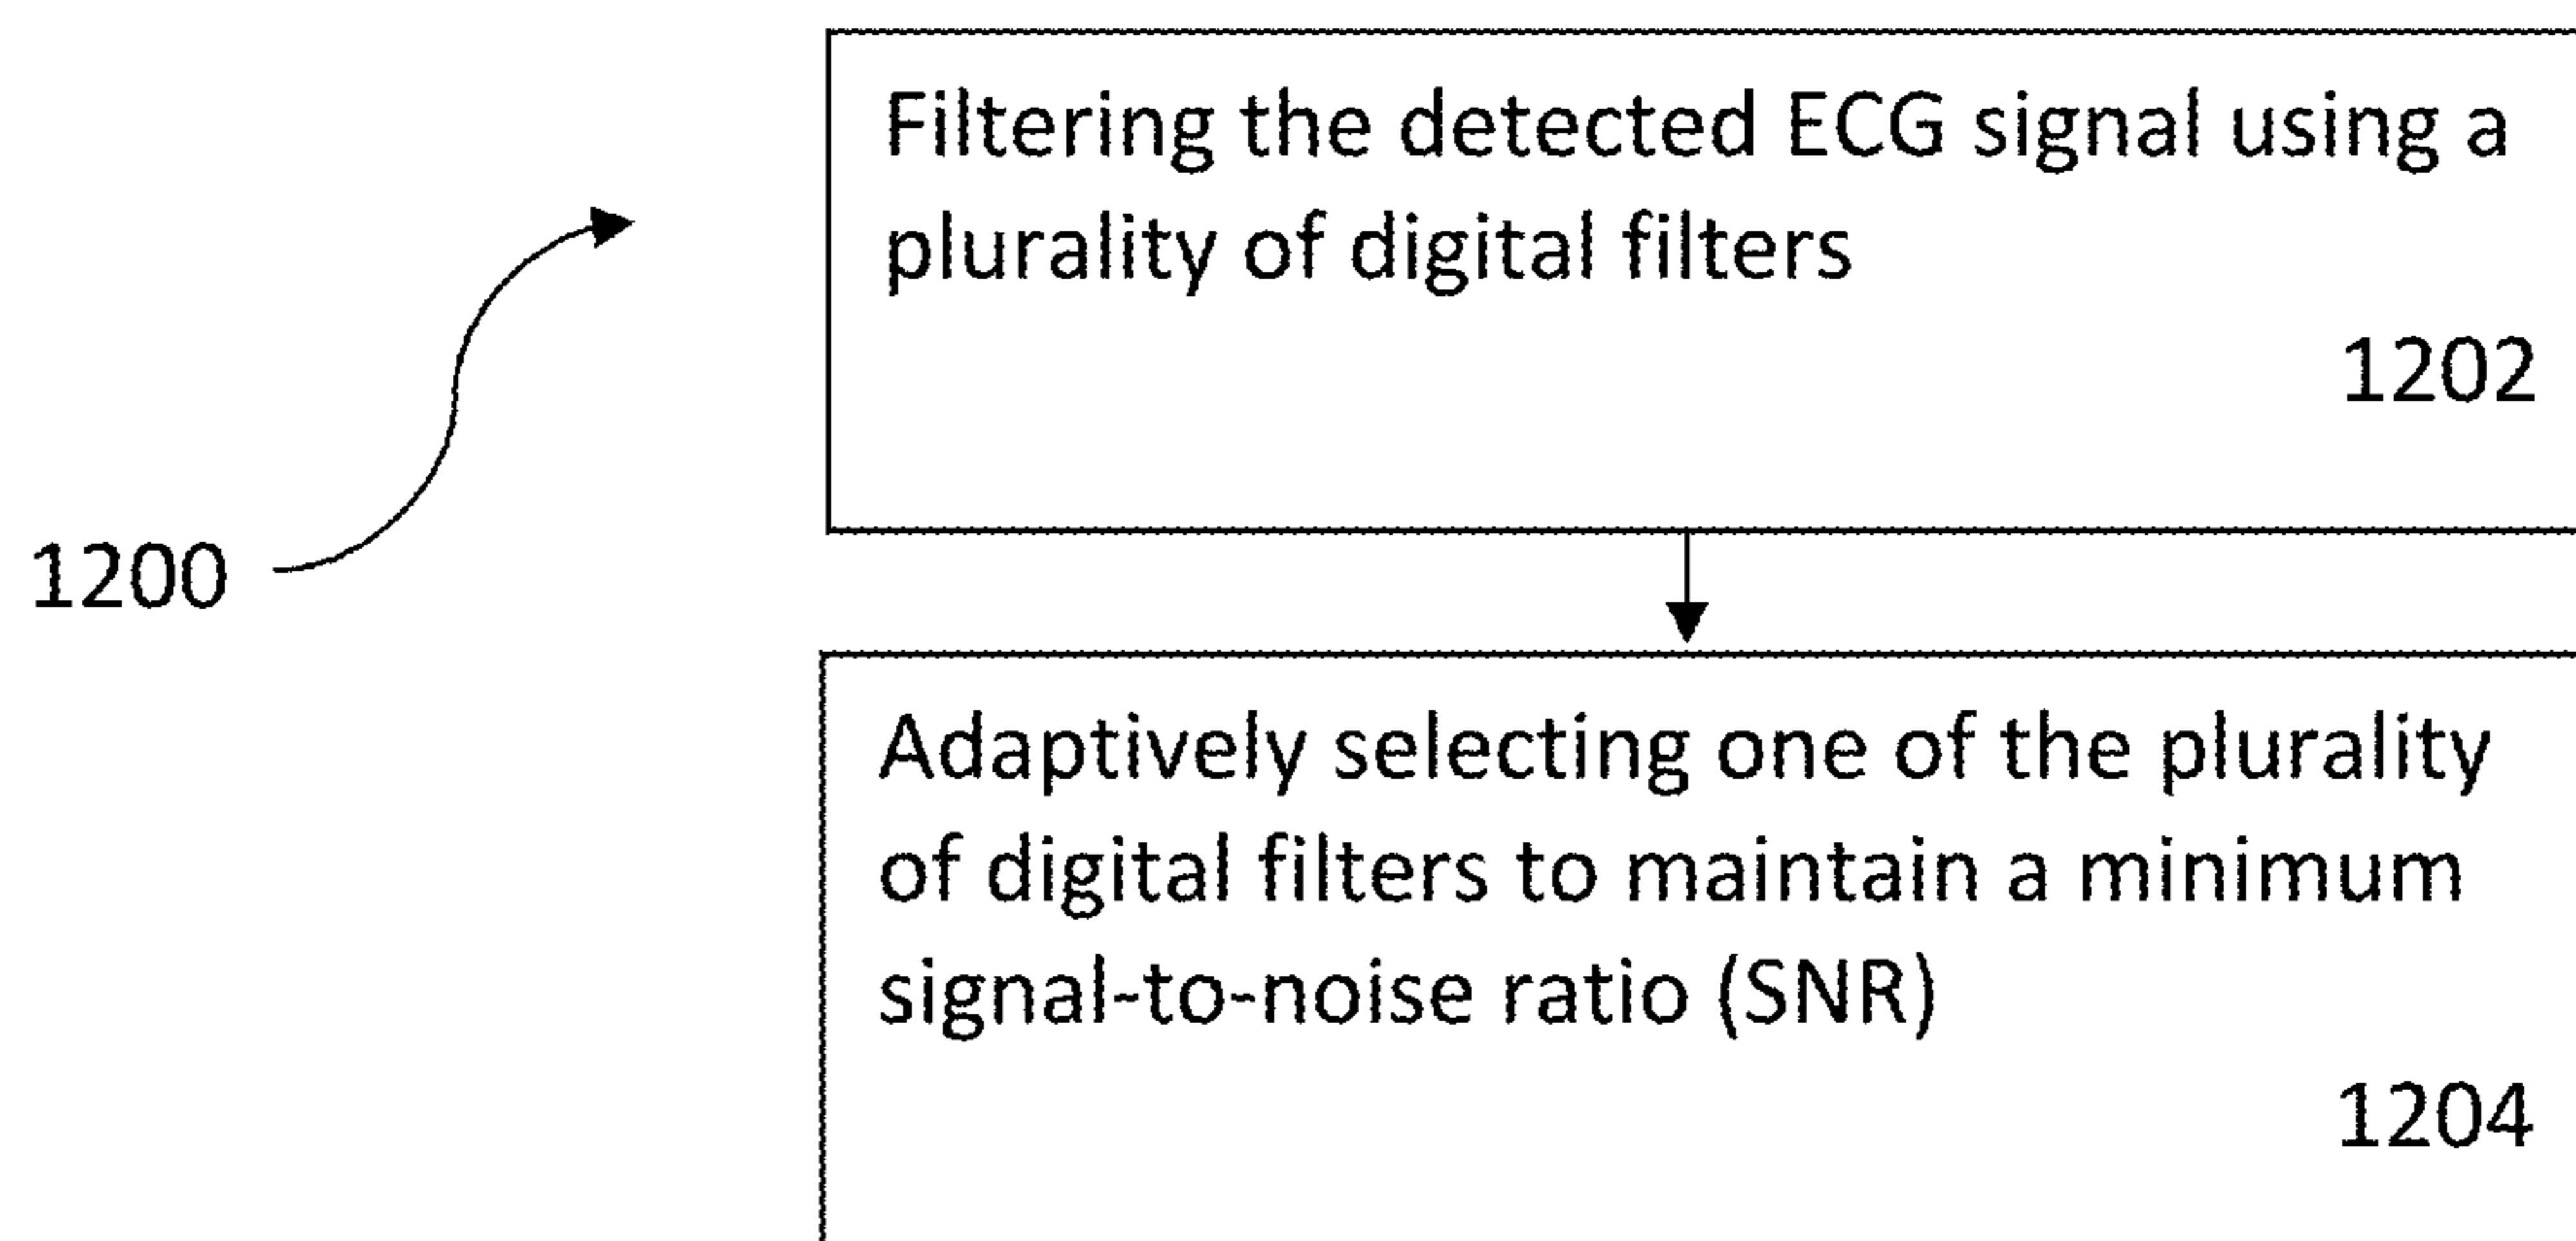 Filtering the detected ECG signal using a
plurality of digital filters
1202
1200
Adaptively selecting one of the plurality
of digital filters to maintain a minimum
signal-to-noise ratio (SNR)
1204